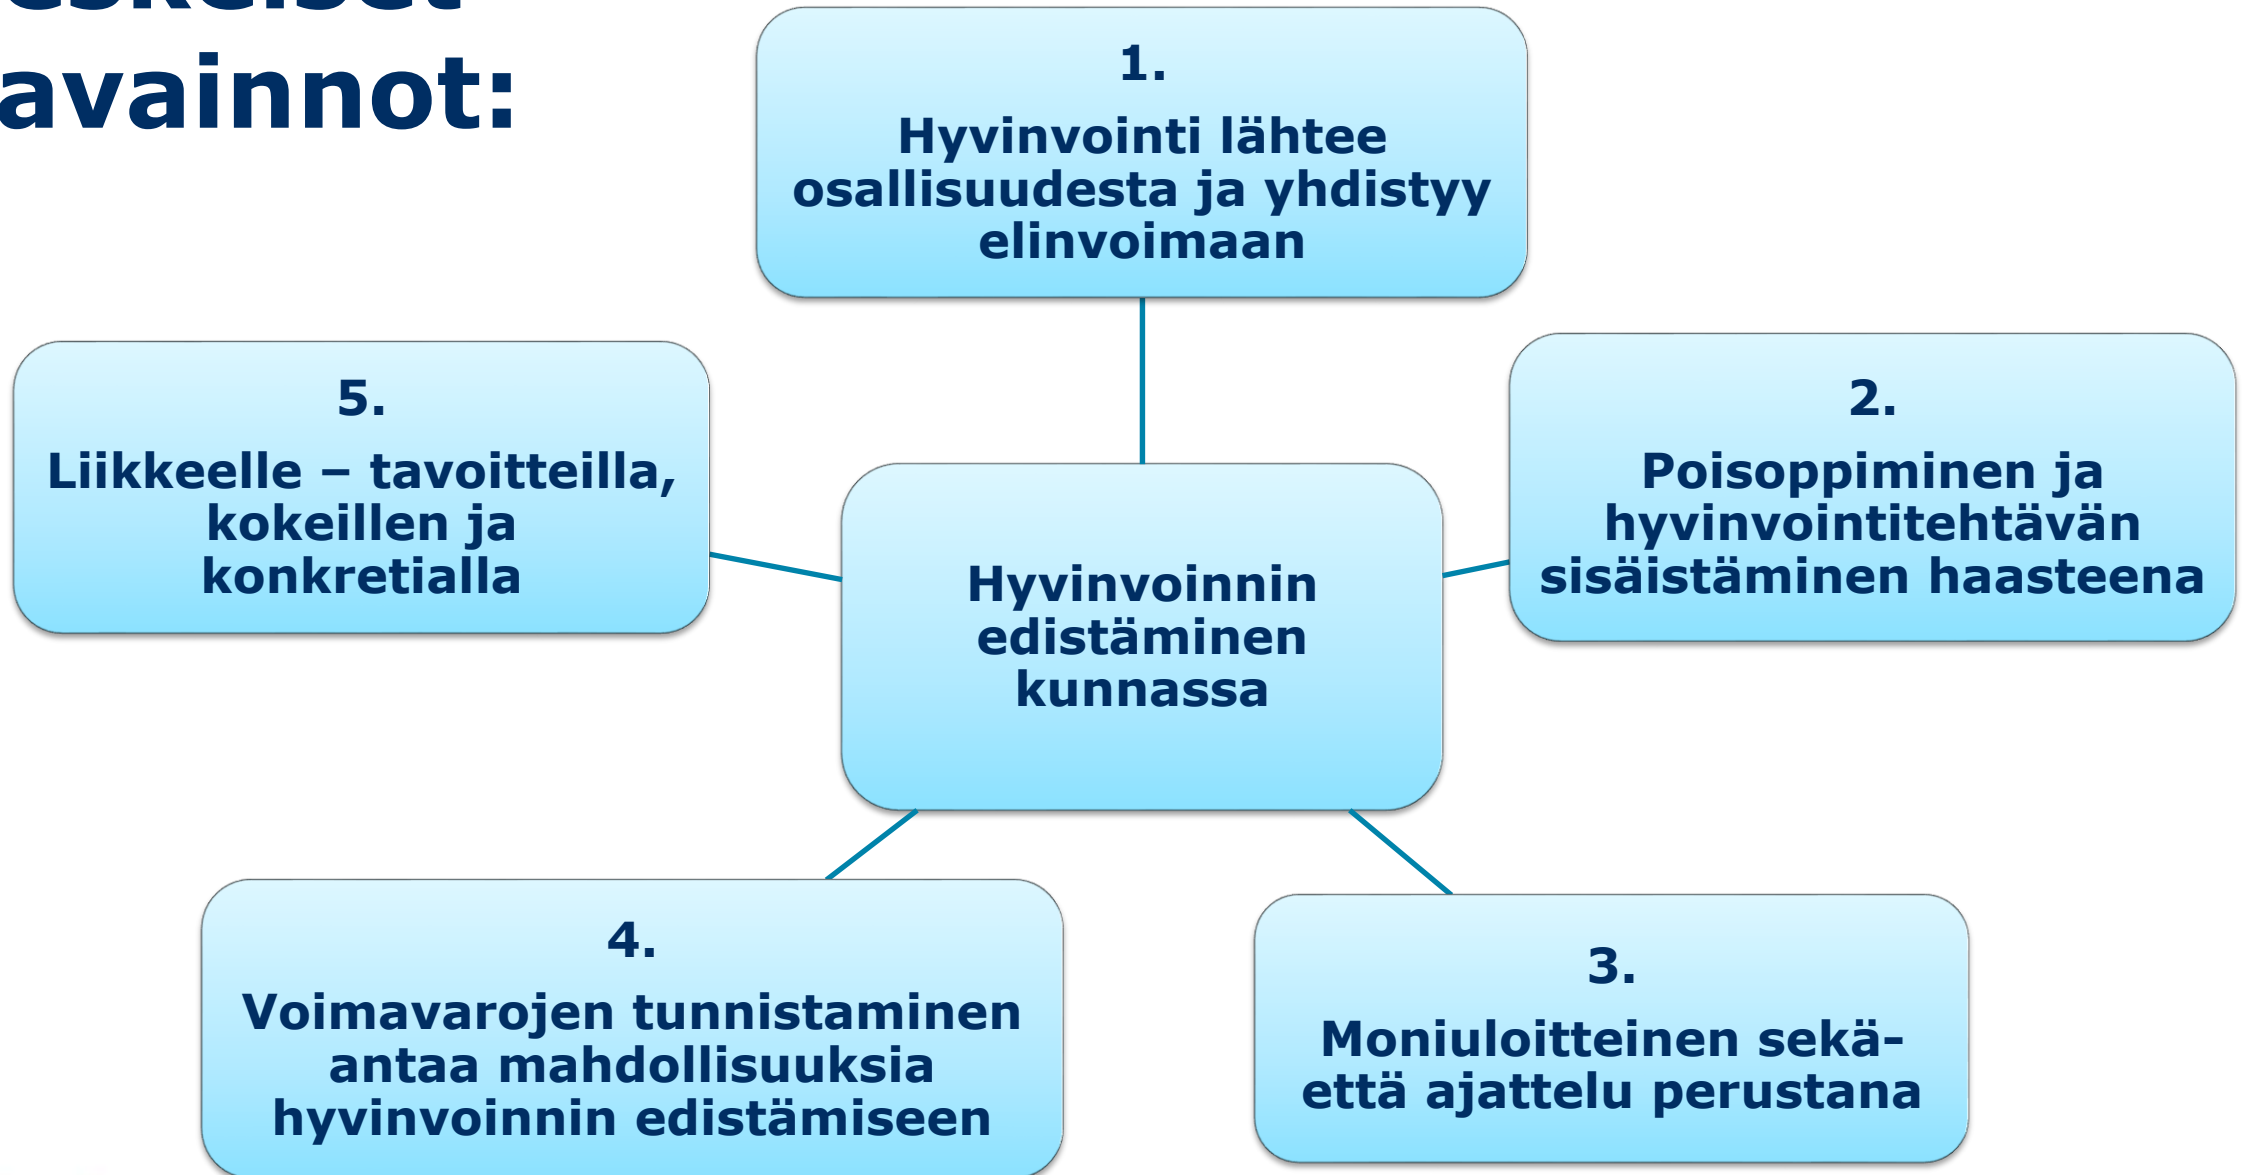 eskeiset
avainnot:
1.
Hyvinvointi lähtee
osallisuudesta ja yhdistyy
elinvoimaan
2.
Poisoppiminen ja
hyvinvointitehtävän
sisäistäminen haasteena
3.
Moniuloitteinen sekä-
että ajattelu perustana
4.
Voimavarojen tunnistaminen
antaa mahdollisuuksia
hyvinvoinnin edistämiseen
5.
Liikkeelle – tavoitteilla,
kokeillen ja
konkretialla
Hyvinvoinnin
edistäminen
kunnassa